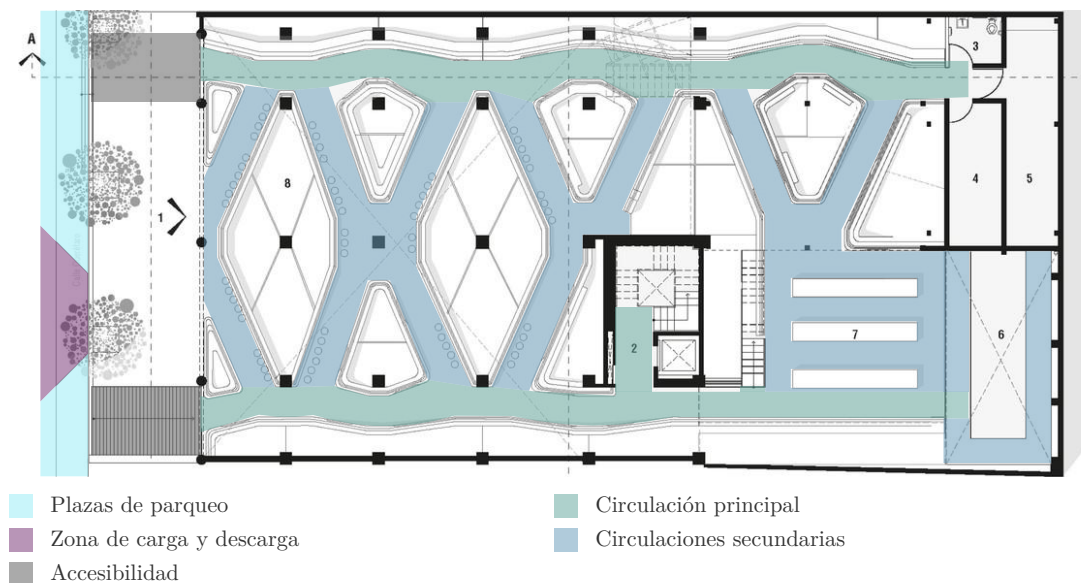 A
3
8
4
5
1
2
7
6
Plazas de parqueo
Zona de carga y descarga
Accesibilidad
Circulación principal
Circulaciones secundarias